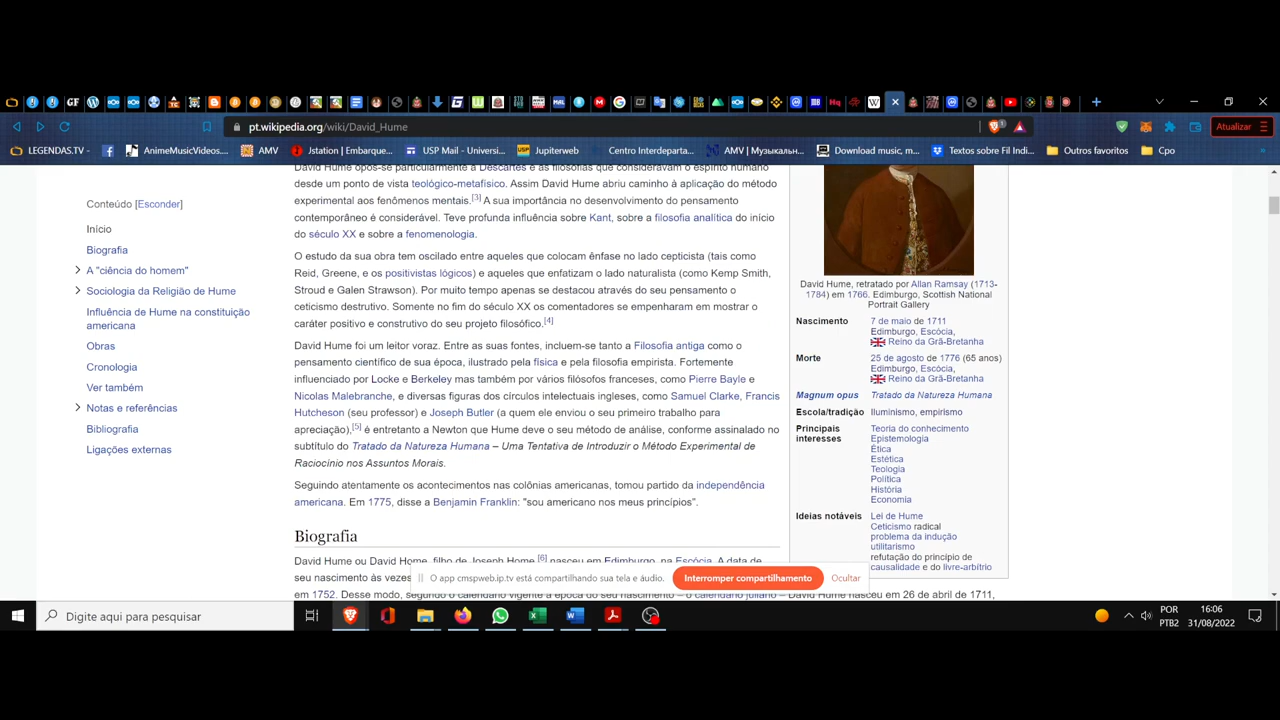 GF
pt.wikipedia.org/wiki/David_Hume
Atualizar
LEGENDAS.TV
AnimeMusicVideos...
AMV
Jstation | Embarque...
USP Mail - Universi...
Jupiterweb
Centro Interdeparta...
AMV | Музыкальн...
Download music, m...
Textos sobre Fil Indi...
Outros favoritos
Cpo
Conteúdo [Esconder]
Início
Biografia
A "ciência do homem"
Sociologia da Religião de Hume
Influência de Hume na constituição
americana
Obras
Cronologia
Ver também
Notas e referências
Bibliografia
Ligações externas
David Hume opôs-se particularmente a Descartes e às filosofias que consideravam o espírito humano
desde um ponto de vista teológico-metafísico. Assim David Hume abriu caminho à aplicação do método
experimental aos fenômenos mentais.[3] A sua importância no desenvolvimento do pensamento
contemporâneo é considerável. Teve profunda influência sobre Kant, sobre a filosofia analítica do início
do século XX e sobre a fenomenologia.
O estudo da sua obra tem oscilado entre aqueles que colocam ênfase no lado cepticista (tais como
Reid, Greene, e os positivistas lógicos) e aqueles que enfatizam o lado naturalista (como Kemp Smith,
Stroud e Galen Strawson). Por muito tempo apenas se destacou através do seu pensamento o
ceticismo destrutivo. Somente no fim do século XX os comentadores se empenharam em mostrar o
caráter positivo e construtivo do seu projeto filosófico.[4]
David Hume foi um leitor voraz. Entre as suas fontes, incluem-se tanto a Filosofia antiga como o
pensamento científico de sua época, ilustrado pela física e pela filosofia empirista. Fortemente
influenciado por Locke e Berkeley mas também por vários filósofos franceses, como Pierre Bayle e
Nicolas Malebranche, e diversas figuras dos círculos intelectuais ingleses, como Samuel Clarke, Francis
Hutcheson (seu professor) e Joseph Butler (a quem ele enviou o seu primeiro trabalho para
apreciação),[5] é entretanto a Newton que Hume deve o seu método de análise, conforme assinalado no
subtítulo do Tratado da Natureza Humana – Uma Tentativa de Introduzir o Método Experimental de
Raciocínio nos Assuntos Morais.
Seguindo atentamente os acontecimentos nas colônias americanas, tomou partido da independência
americana. Em 1775, disse a Benjamin Franklin: "sou americano nos meus princípios".
Biografia
David Hume ou David Home, filho de Joseph Home,[6] nasceu em Edimburgo, na Escócia. A data de
seu nascimento às vezes
em 1752. Desse modo, segundo o calendário vigente à época do seu nascimento – o calendário juliano – David Hume nasceu em 26 de abril de 1711,
David Hume, retratado por Allan Ramsay (1713-
1784) em 1766. Edimburgo, Scottish National
Portrait Gallery
Nascimento 7 de maio de 1711
Edimburgo, Escócia,
Reino da Grã-Bretanha
Morte 25 de agosto de 1776 (65 anos)
Edimburgo, Escócia,
Reino da Grã-Bretanha
Magnum opus Tratado da Natureza Humana
Escola/tradição Iluminismo, empirismo
Principais interesses Teoria do conhecimento
Epistemologia
Ética
Estética
Teologia
Política
História
Economia
Ideias notáveis Lei de Hume
Ceticismo radical
problema da indução
utilitarismo
refutação do princípio de
causalidade e do livre-arbítrio
O app cmspweb.ip.tv está compartilhando sua tela e áudio.
Interromper compartilhamento
Ocultar
Digite aqui para pesquisar
POR
PTB2
16:06
31/08/2022